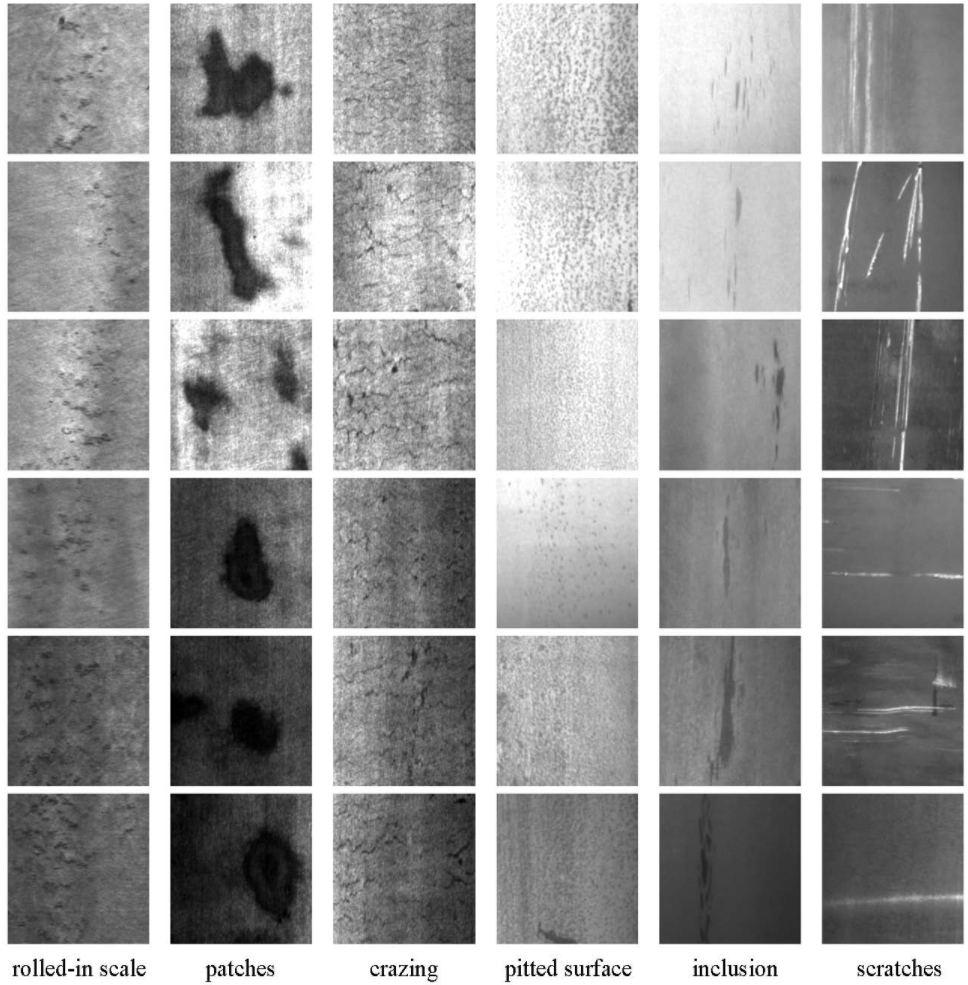 rolled-in scale patches crazing pitted surface inclusion scratches